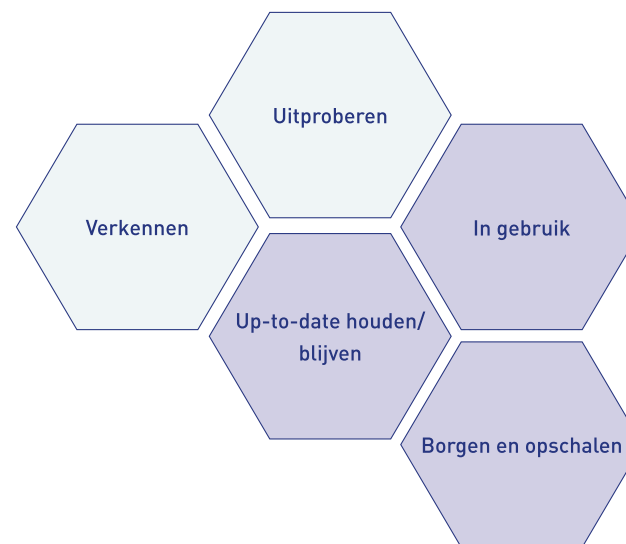 Uitproberen
Verkennen
In gebruik
Up-to-date houden/
blijven
Borgen en opschalen